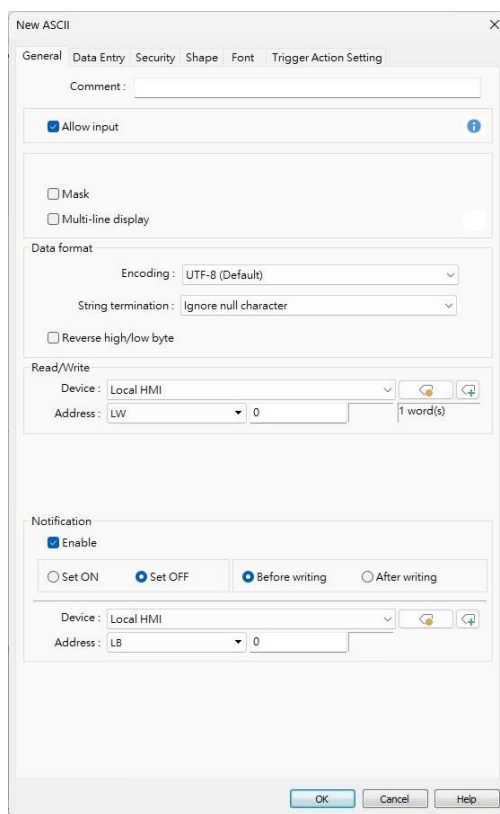 New ASCII
General Data Entry Security Shape Font Trigger Action Setting
Comment :
Allow input
Mask
Multi-line display
Data format
Encoding : UTF-8 (Default)
String termination : Ignore null character
Reverse high/low byte
Read/Write
Device : Local HMI
Address : LW 0 1 word(s)
Notification
Enable
Set ON Set OFF Before writing After writing
Device : Local HMI
Address : LB 0
OK Cancel Help